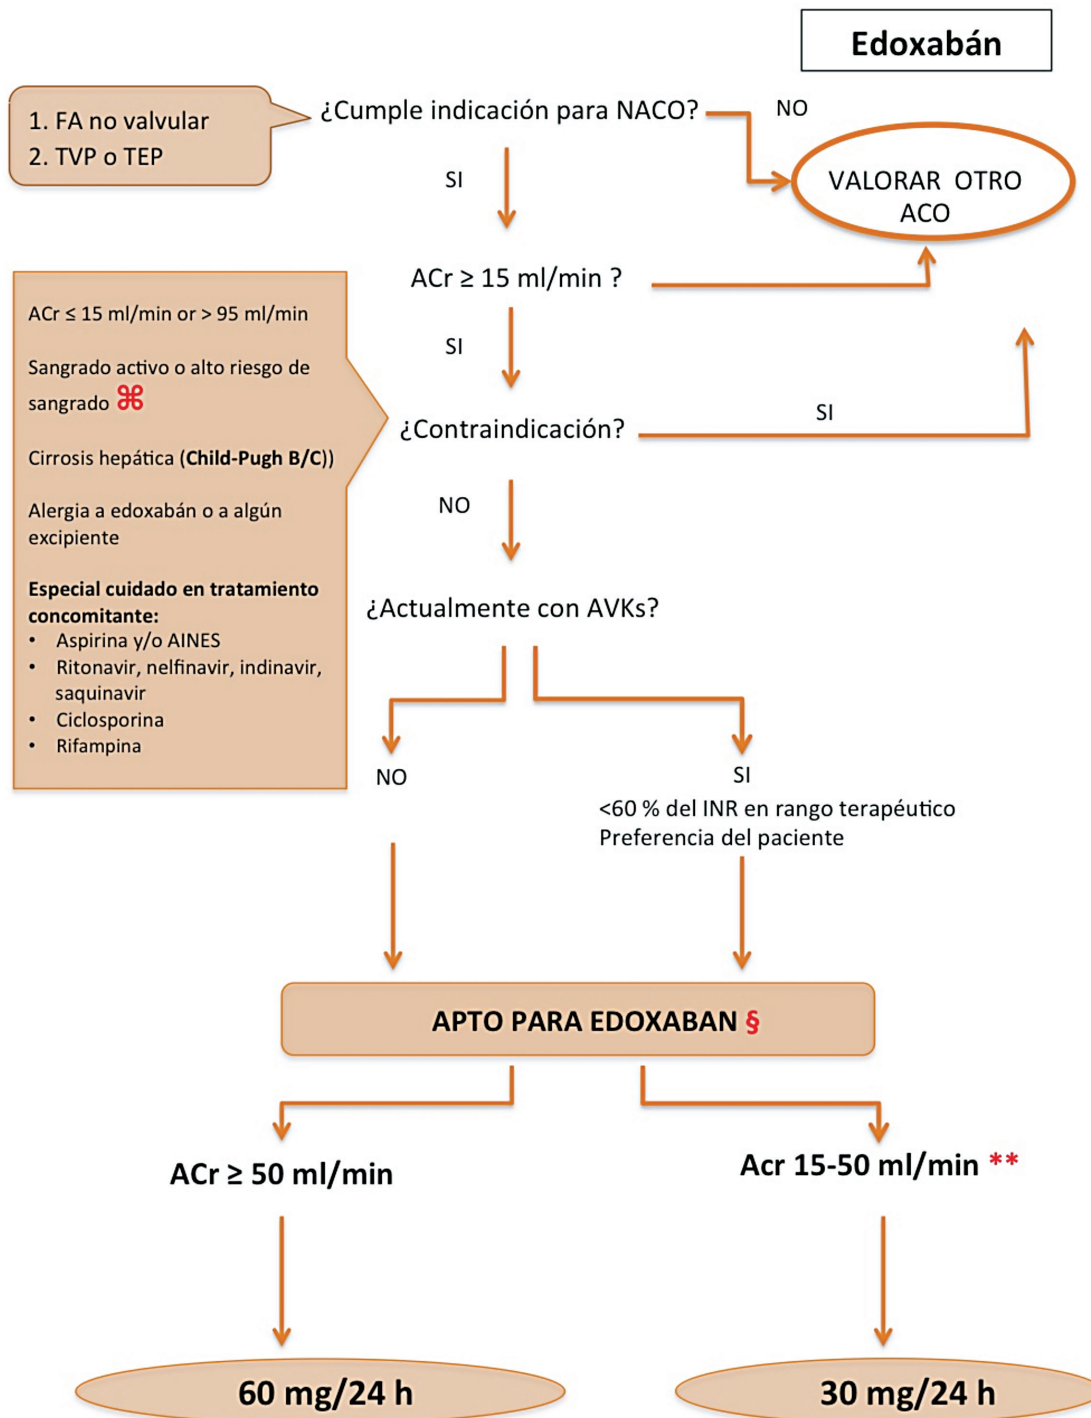 Edoxabán
1. FA no valvular
2. TVP o TEP
¿Cumple indicación para NACO?
NO
SI
VALORAR OTRO
ACO
ACr ≥ 15 ml/min ?
SI
ACr ≤ 15 ml/min or > 95 ml/min
Sangrado activo o alto riesgo de
sangrado ⌘
Cirrosis hepática (Child-Pugh B/C))
Alergia a edoxabán o a algún
excipiente
Especial cuidado en tratamiento
concomitante:
• Aspirina y/o AINES
• Ritonavir, nelfinavir, indinavir,
saquinavir
• Ciclosporina
• Rifampina
¿Contraindicación?
SI
NO
¿Actualmente con AVKs?
NO
SI
<60 % del INR en rango terapéutico
Preferencia del paciente
APTO PARA EDOXABAN §
ACr ≥ 50 ml/min
Acr 15-50 ml/min **
60 mg/24 h
30 mg/24 h